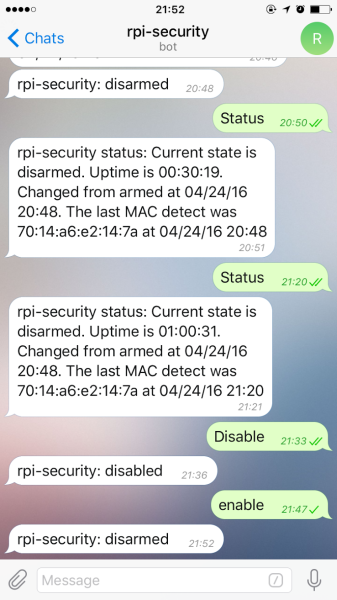 21:52
Chats
rpi-security
bot
R
rpi-security: disarmed 20:48
Status 20:50
rpi-security status: Current state is
disarmed. Uptime is 00:30:19.
Changed from armed at 04/24/16
20:48. The last MAC detect was
70:14:a6:e2:14:7a at 04/24/16 20:48
20:51
Status 21:20
rpi-security status: Current state is
disarmed. Uptime is 01:00:31.
Changed from armed at 04/24/16
20:48. The last MAC detect was
70:14:a6:e2:14:7a at 04/24/16 21:20
21:21
Disable 21:33
rpi-security: disabled 21:36
enable 21:47
rpi-security: disarmed 21:52
Message